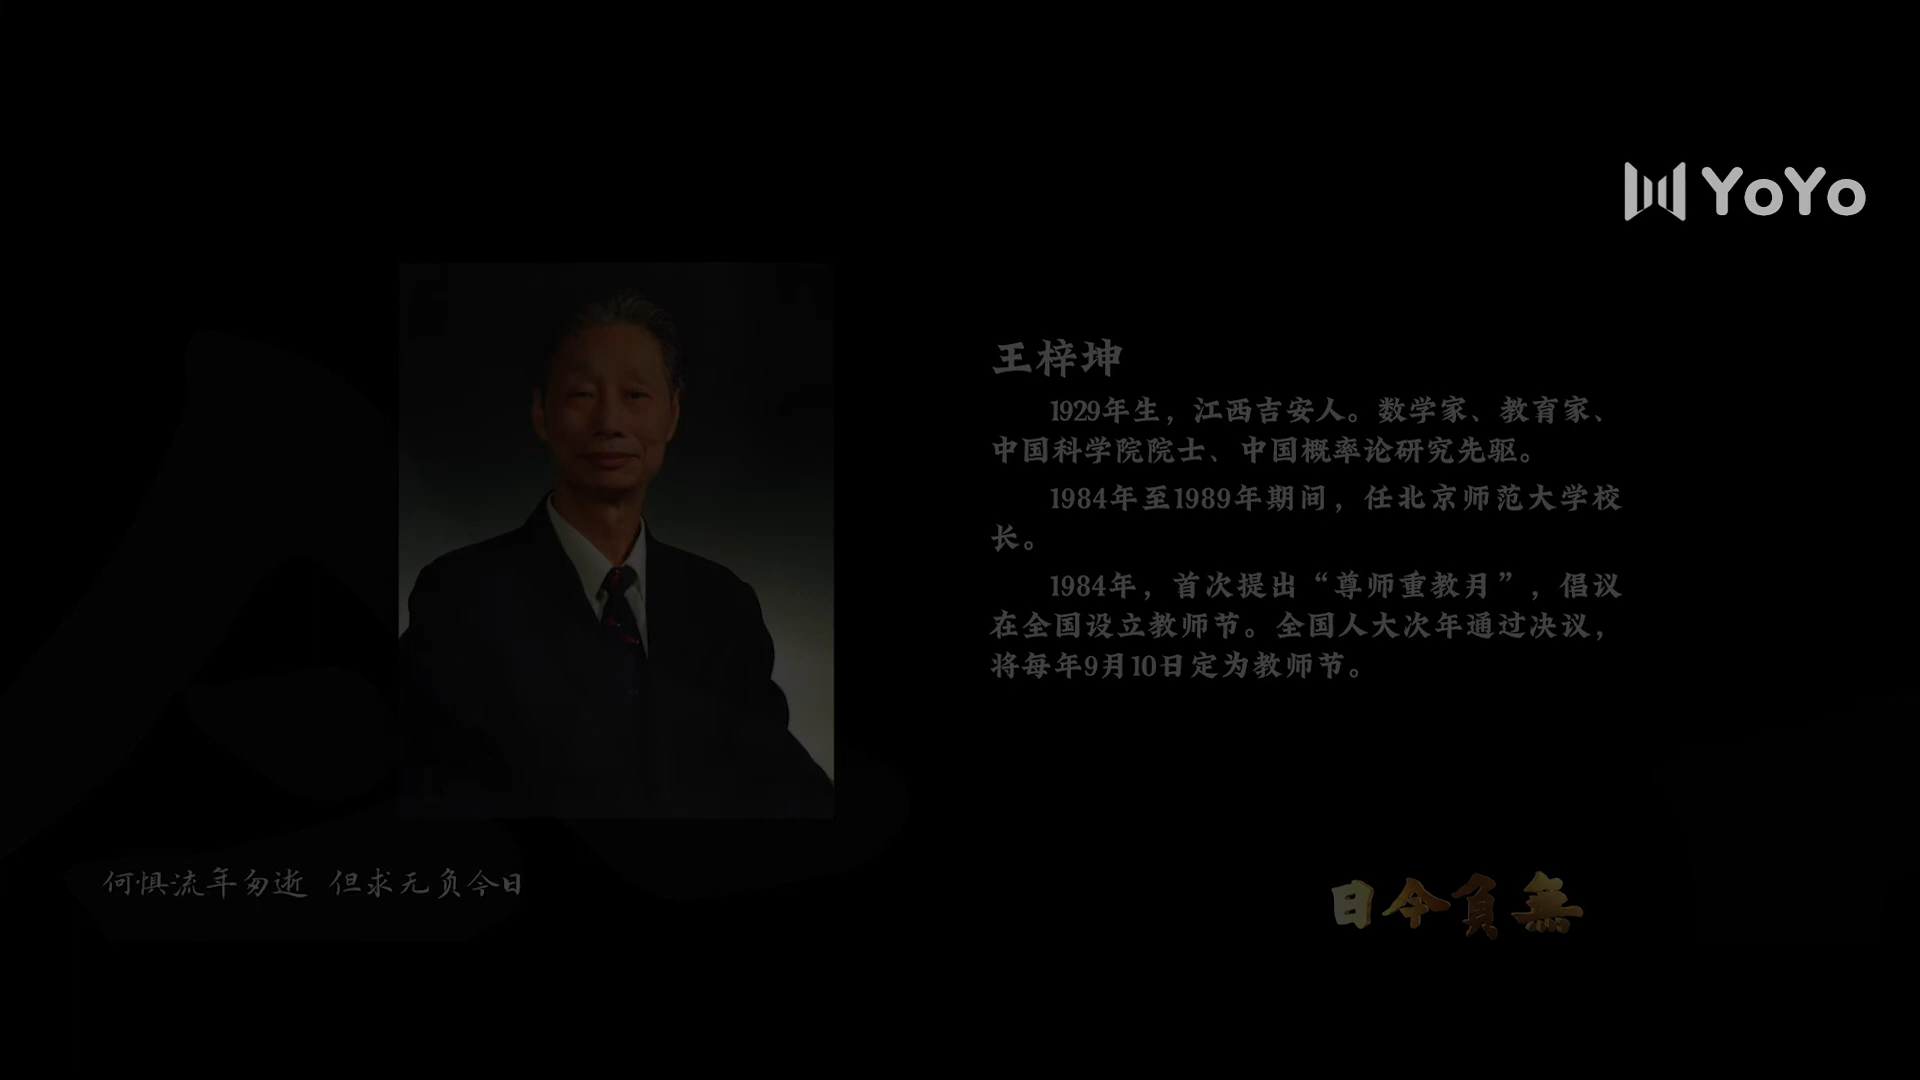 YoYo
王梓坤
1929年生，江西吉安人。数学家、教育家、
中国科学院院士、中国概率论研究先驱。
1984年至1989年期间，任北京师范大学校
长。
1984年，首次提出“尊师重教月”，倡议
在全国设立教师节。全国人大次年通过决议，
将每年9月10日定为教师节。
何惧流年匆逝 但求无负今日
日今負無